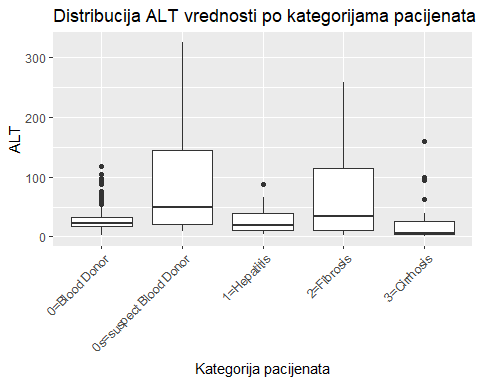 Distribucija ALT vrednosti po kategorijama pacijenata
ALT
300
200
100
0
0=Blood Donor
0s=suspect Blood Donor
1=Hepatitis
2=Fibrosis
3=Cirrhosis
Kategorija pacijenata